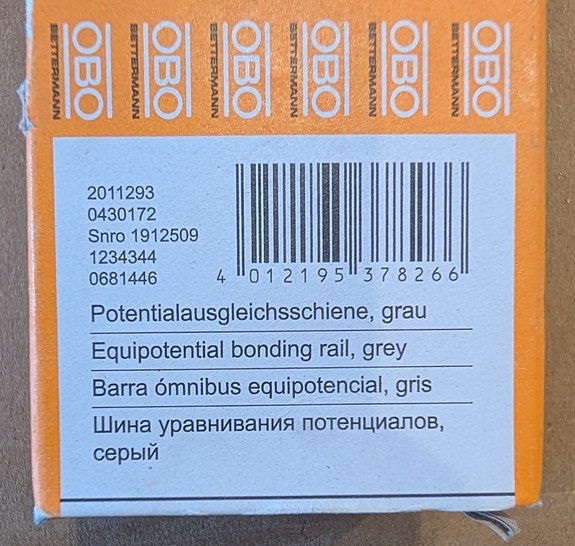 OBO BETTERMANN OBO BETTERMANN OBO BETTERMANN OBO BETTERMANN OBO BETTERMANN OBO BETTERMANN
2011293
0430172
Snro 1912509
1234344
0681446
4 012195 378266
Potentialausgleichsschiene, grau
Equipotential bonding rail, grey
Barra ómnibus equipotencial, gris
Шина уравнивания потенциалов,
серый